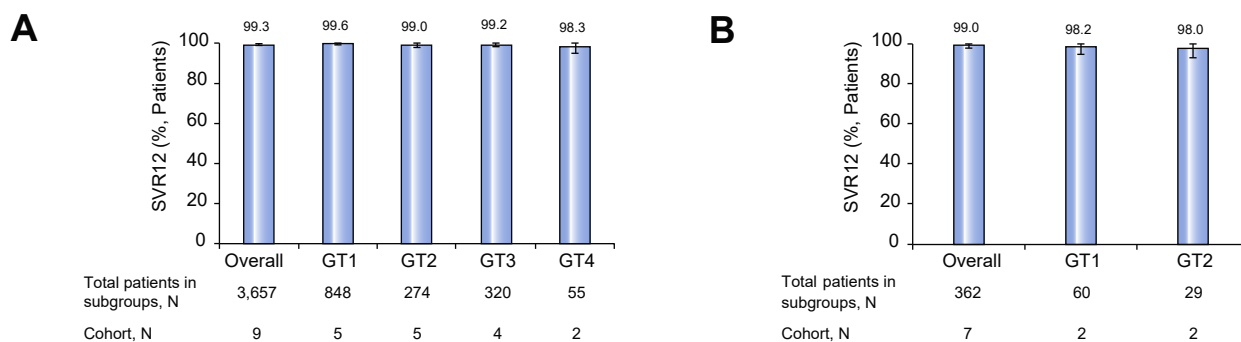 A
SVR12 (%, Patients)
100
80
60
40
20
0
99.3 99.6 99.0 99.2 98.3
Overall GT1 GT2 GT3 GT4
Total patients in
subgroups, N
3,657 848 274 320 55
Cohort, N 9 5 5 4 2
B
SVR12 (%, Patients)
100
80
60
40
20
0
99.0 98.2 98.0
Overall GT1 GT2
Total patients in
subgroups, N
362 60 29
Cohort, N 7 2 2